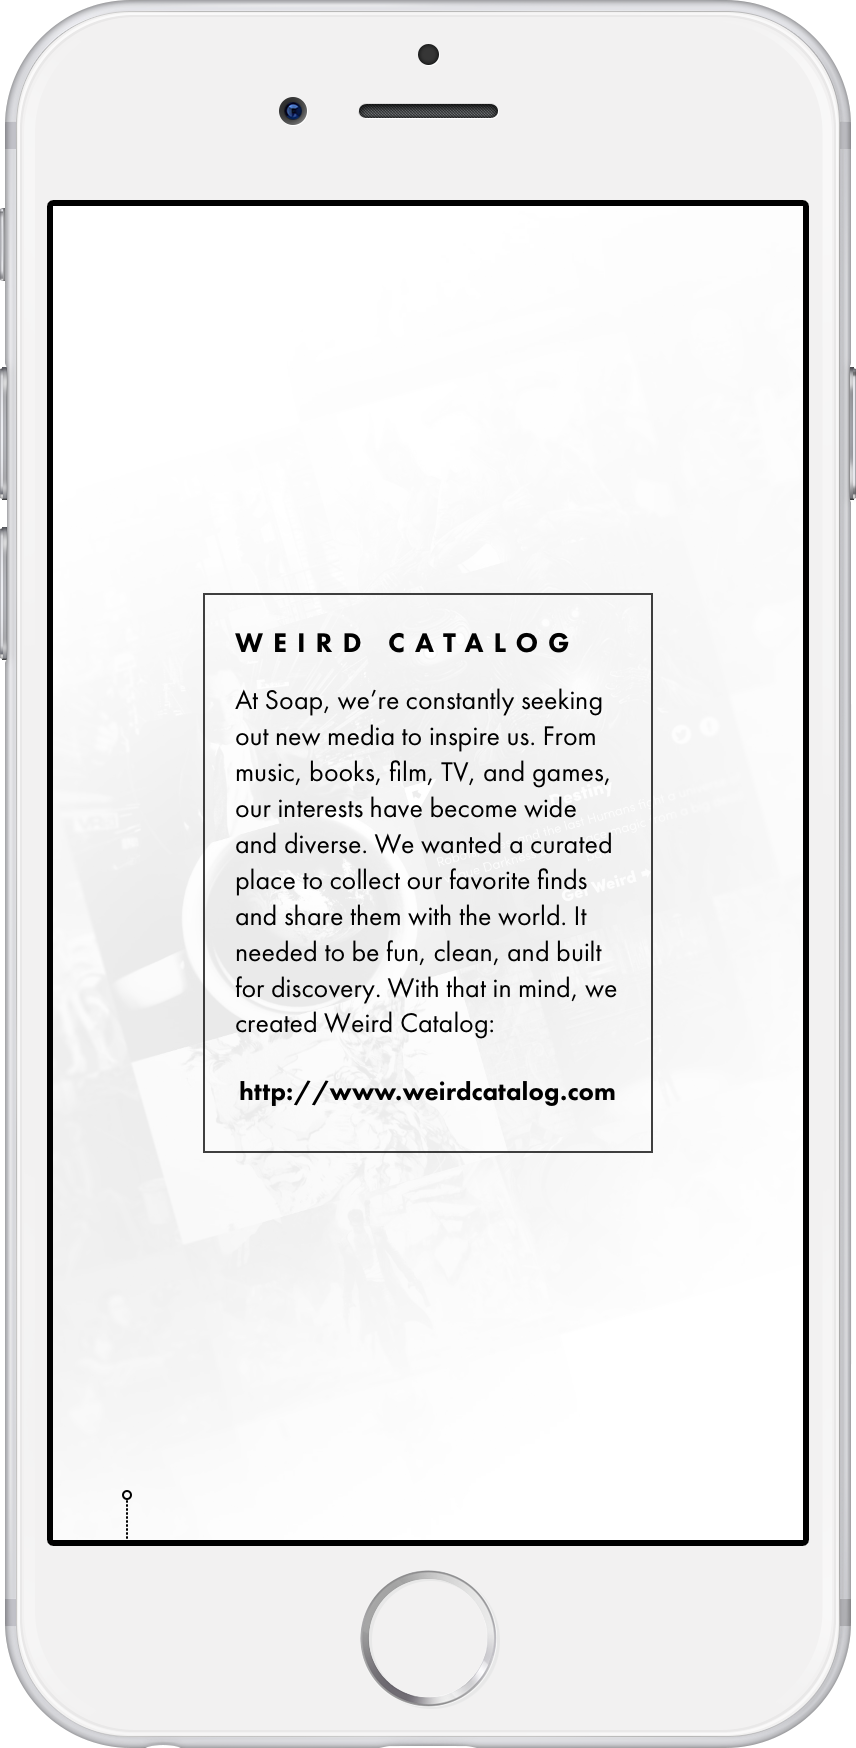 WEIRD CATALOG
At Soap, we’re constantly seeking
out new media to inspire us. From
music, books, film, TV, and games,
our interests have become wide
and diverse. We wanted a curated
place to collect our favorite finds
and share them with the world. It
needed to be fun, clean, and built
for discovery. With that in mind, we
created Weird Catalog:
http://www.weirdcatalog.com
Destiny
Get Weird